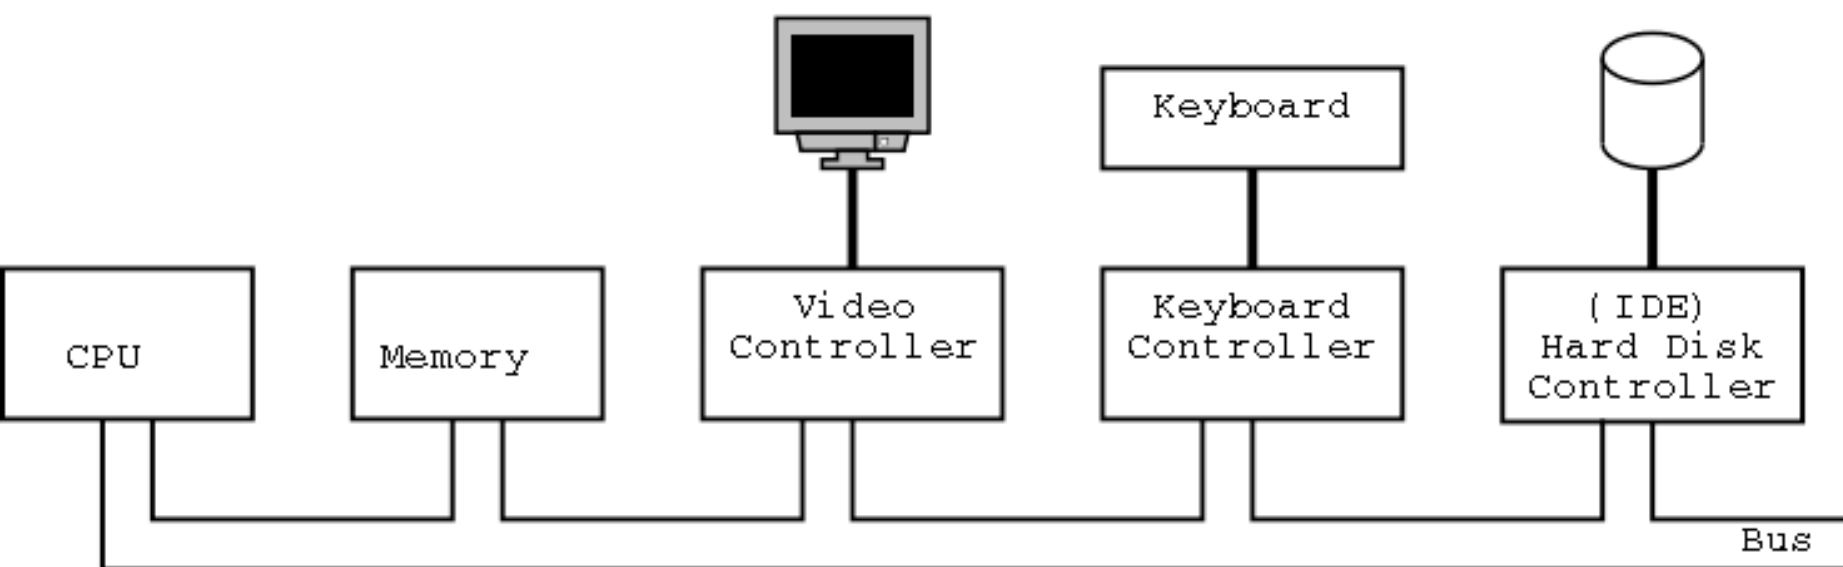 Keyboard
CPU
Memory
Video
Controller
Keyboard
Controller
(IDE)
Hard Disk
Controller
Bus